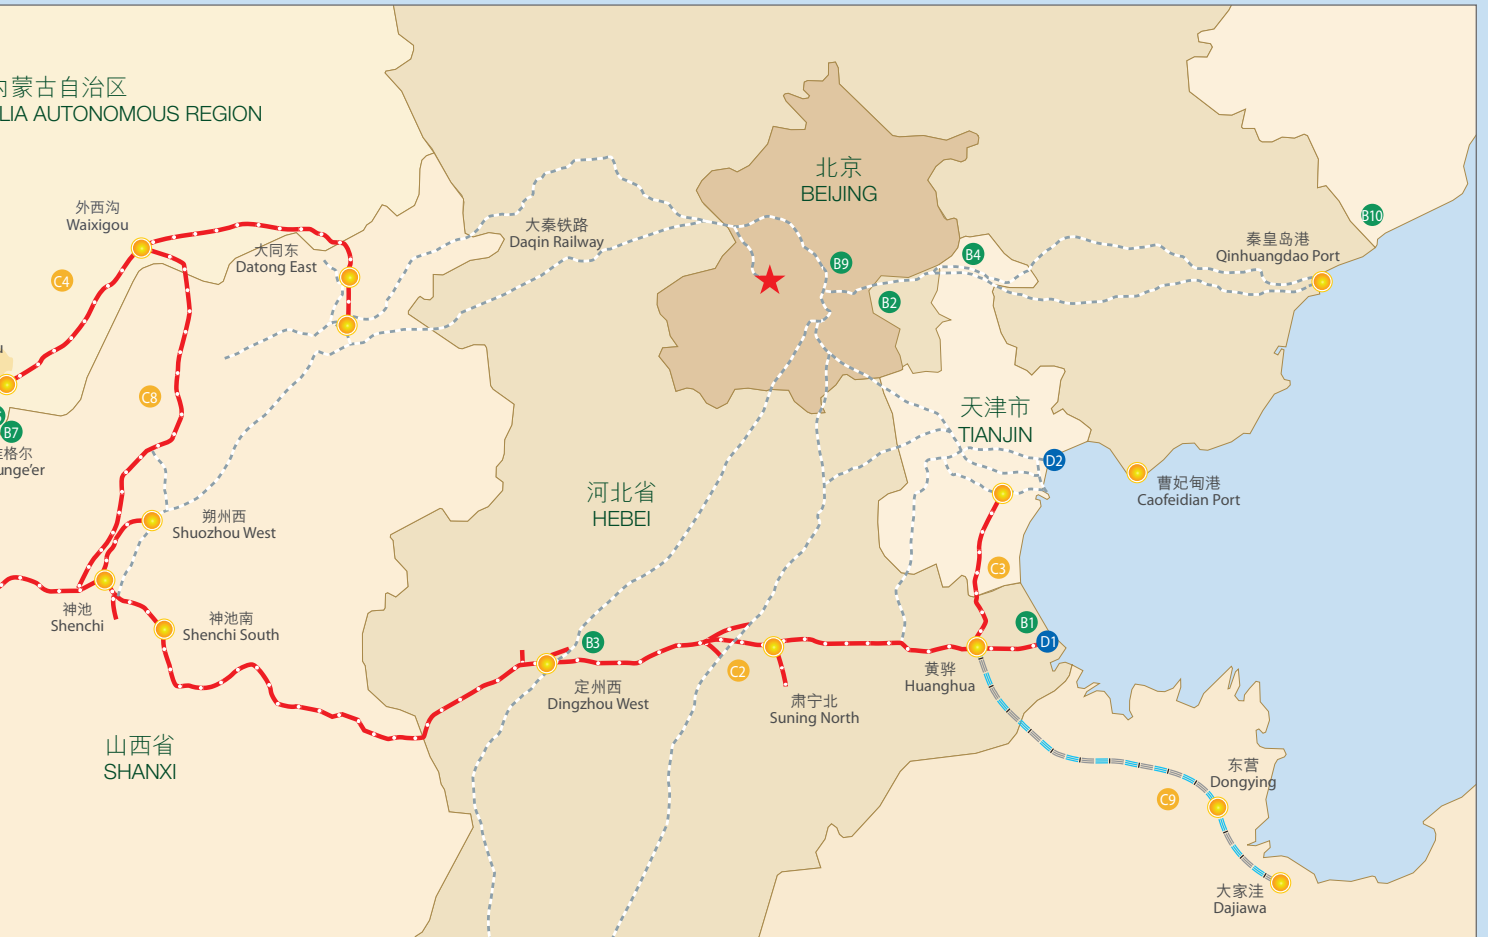 蒙古自治区
LIA AUTONOMOUS REGION
北京
BEIJING
外西沟
Waixigou
大同东
Datong East
大秦铁路
Daqin Railway
B10
秦皇岛港
Qinhuangdao Port
B9
B4
B2
C4
C8
B7
格尔
unge'er
天津市
TIANJIN
D2
曹妃甸港
Caofeidian Port
河北省
HEBEI
朔州西
Shuozhou West
C3
神池
Shenchi
神池南
Shenchi South
B1
D1
B3
C2
黄骅
Huanghua
定州西
Dingzhou West
肃宁北
Suning North
山西省
SHANXI
东营
Dongying
C9
大家洼
Dajiawa